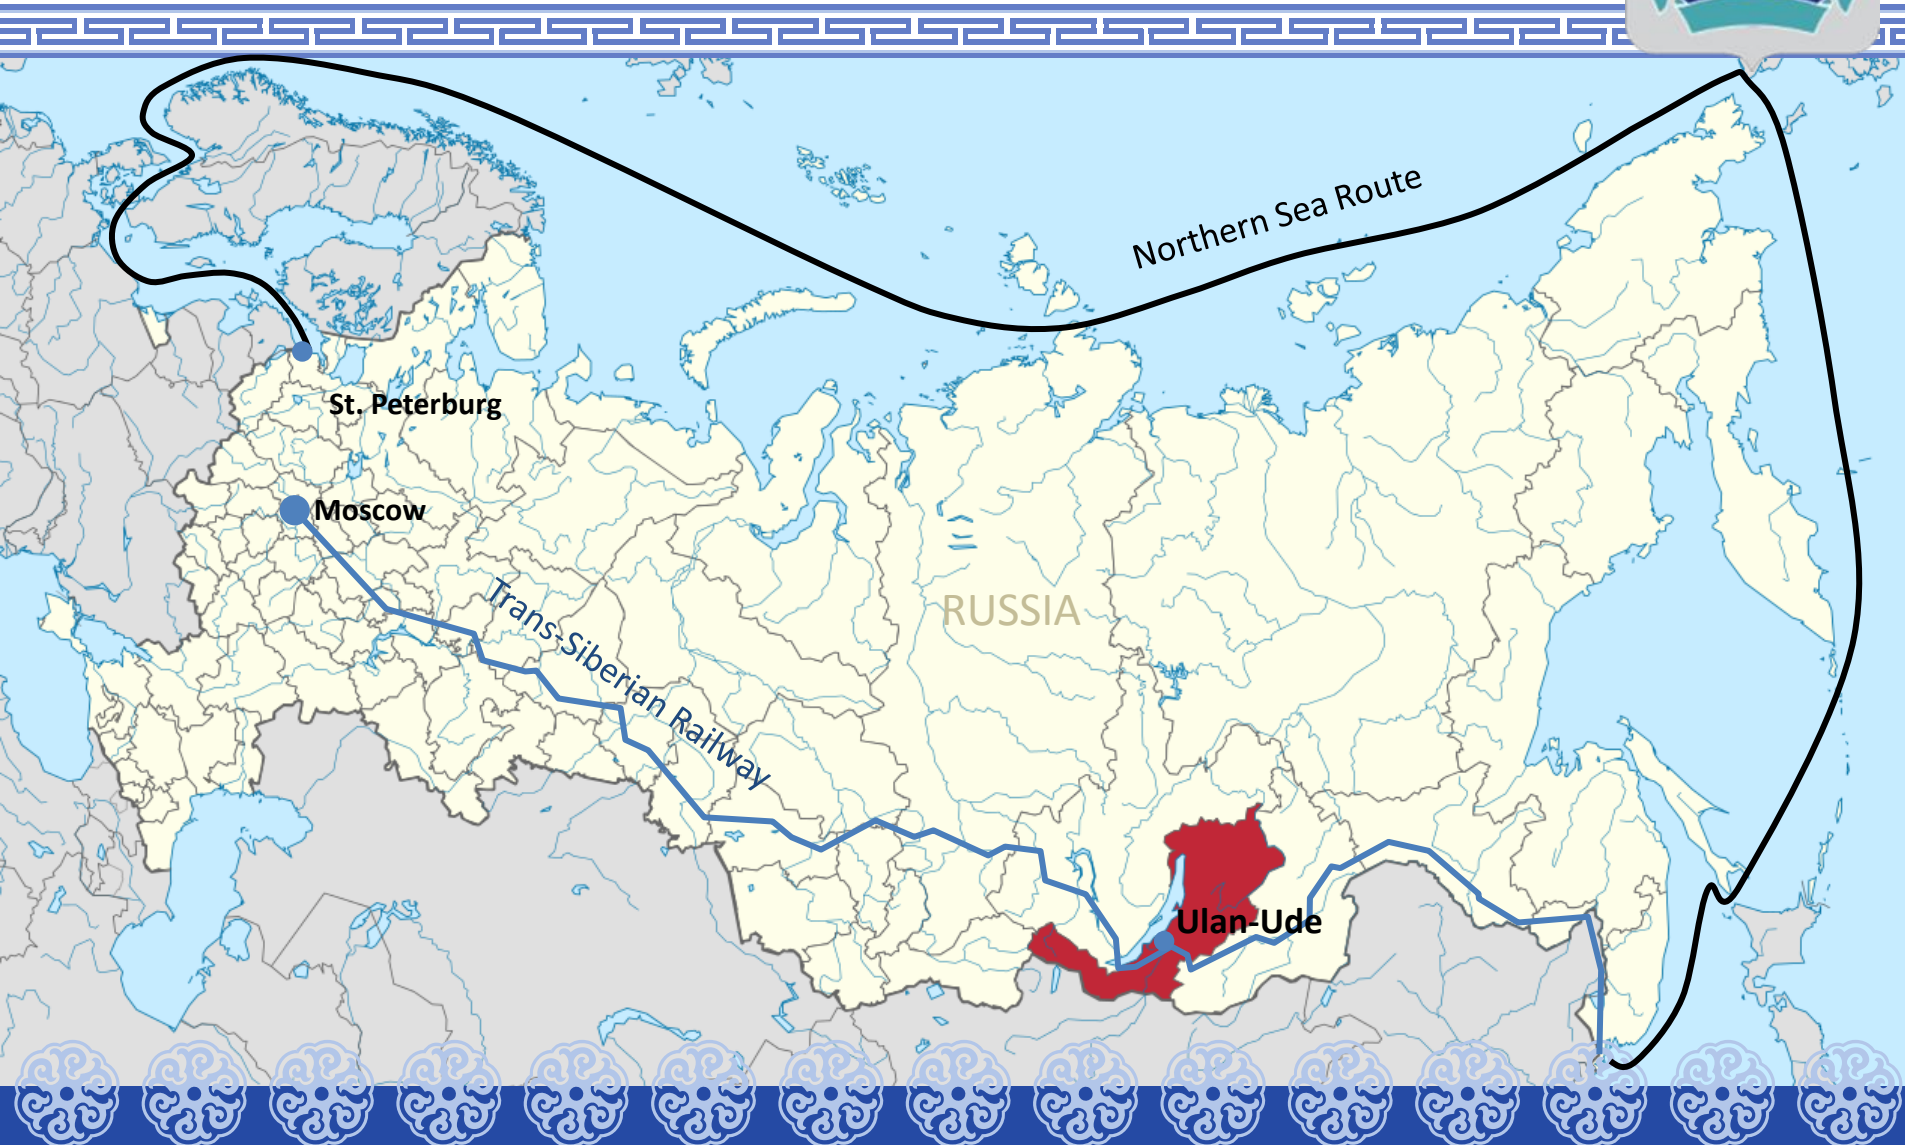 Northern Sea Route
St. Peterburg
Moscow
Trans-Siberian Railway
RUSSIA
Ulan-Ude